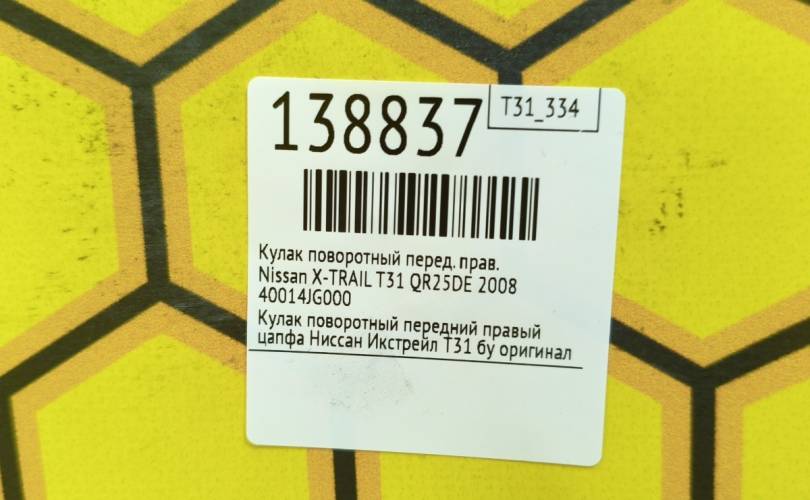 138837
T31_334
Кулак поворотный перед. прав.
Nissan X-TRAIL T31 QR25DE 2008
40014JG000
Кулак поворотный передний правый
цапфа Ниссан Икстрейл Т31 бу оригинал